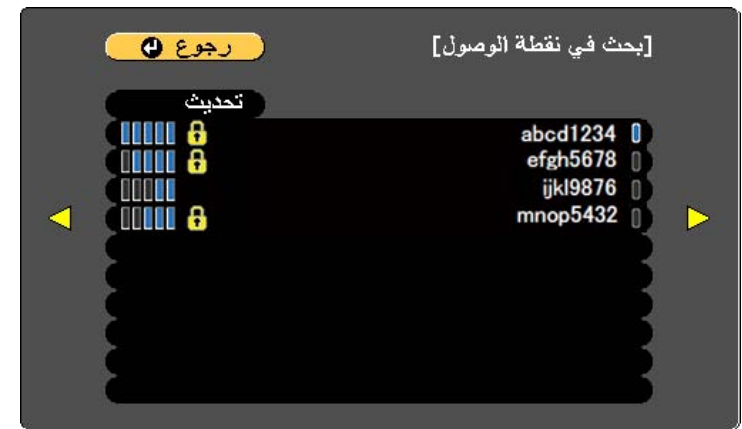 [بحث في نقطة الوصول]
رجوع
تحديث
abcd1234
efgh5678
ijkl9876
mnop5432